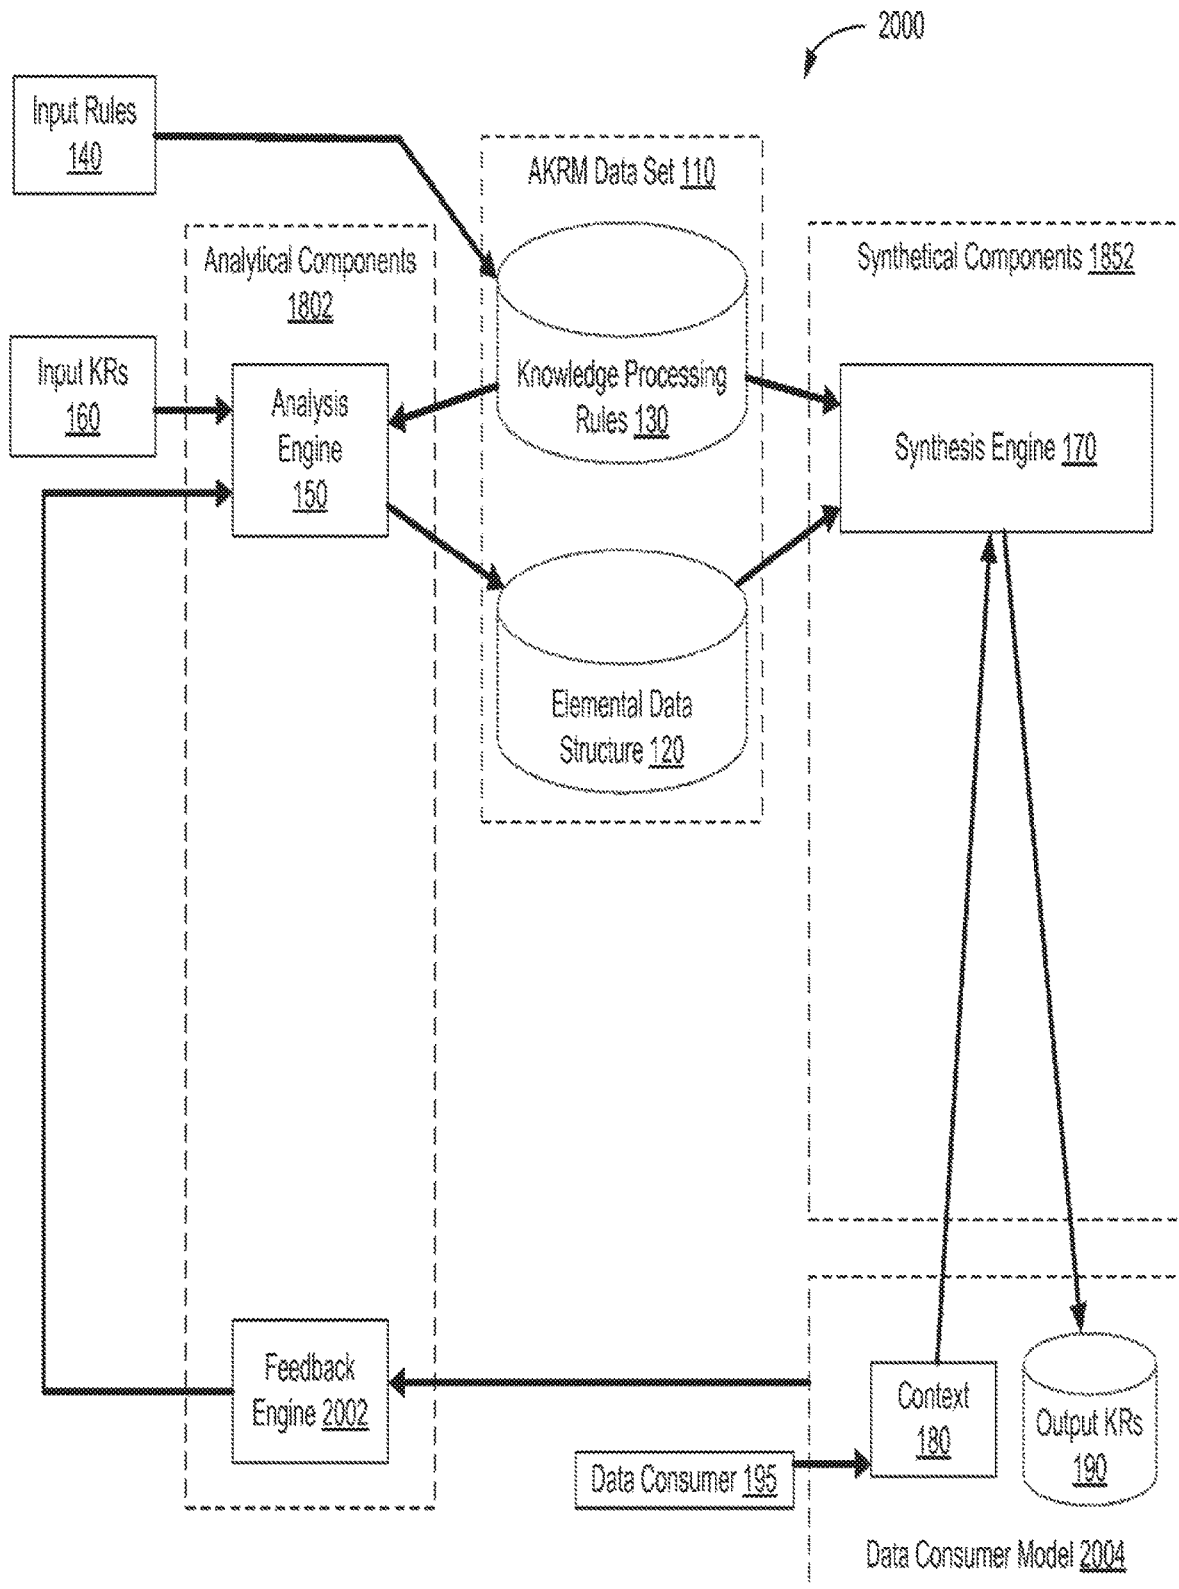 2000
Input Rules
140
AKRM Data Set 110
Analytical Components
1802
Synthetical Components 1852
Input KRs
160
Analysis
Engine
150
Knowledge Processing
Rules 130
Synthesis Engine 170
Elemental Data
Structure 120
Feedback
Engine 2002
Context
180
Output KRs
190
Data Consumer 195
Data Consumer Model 2004